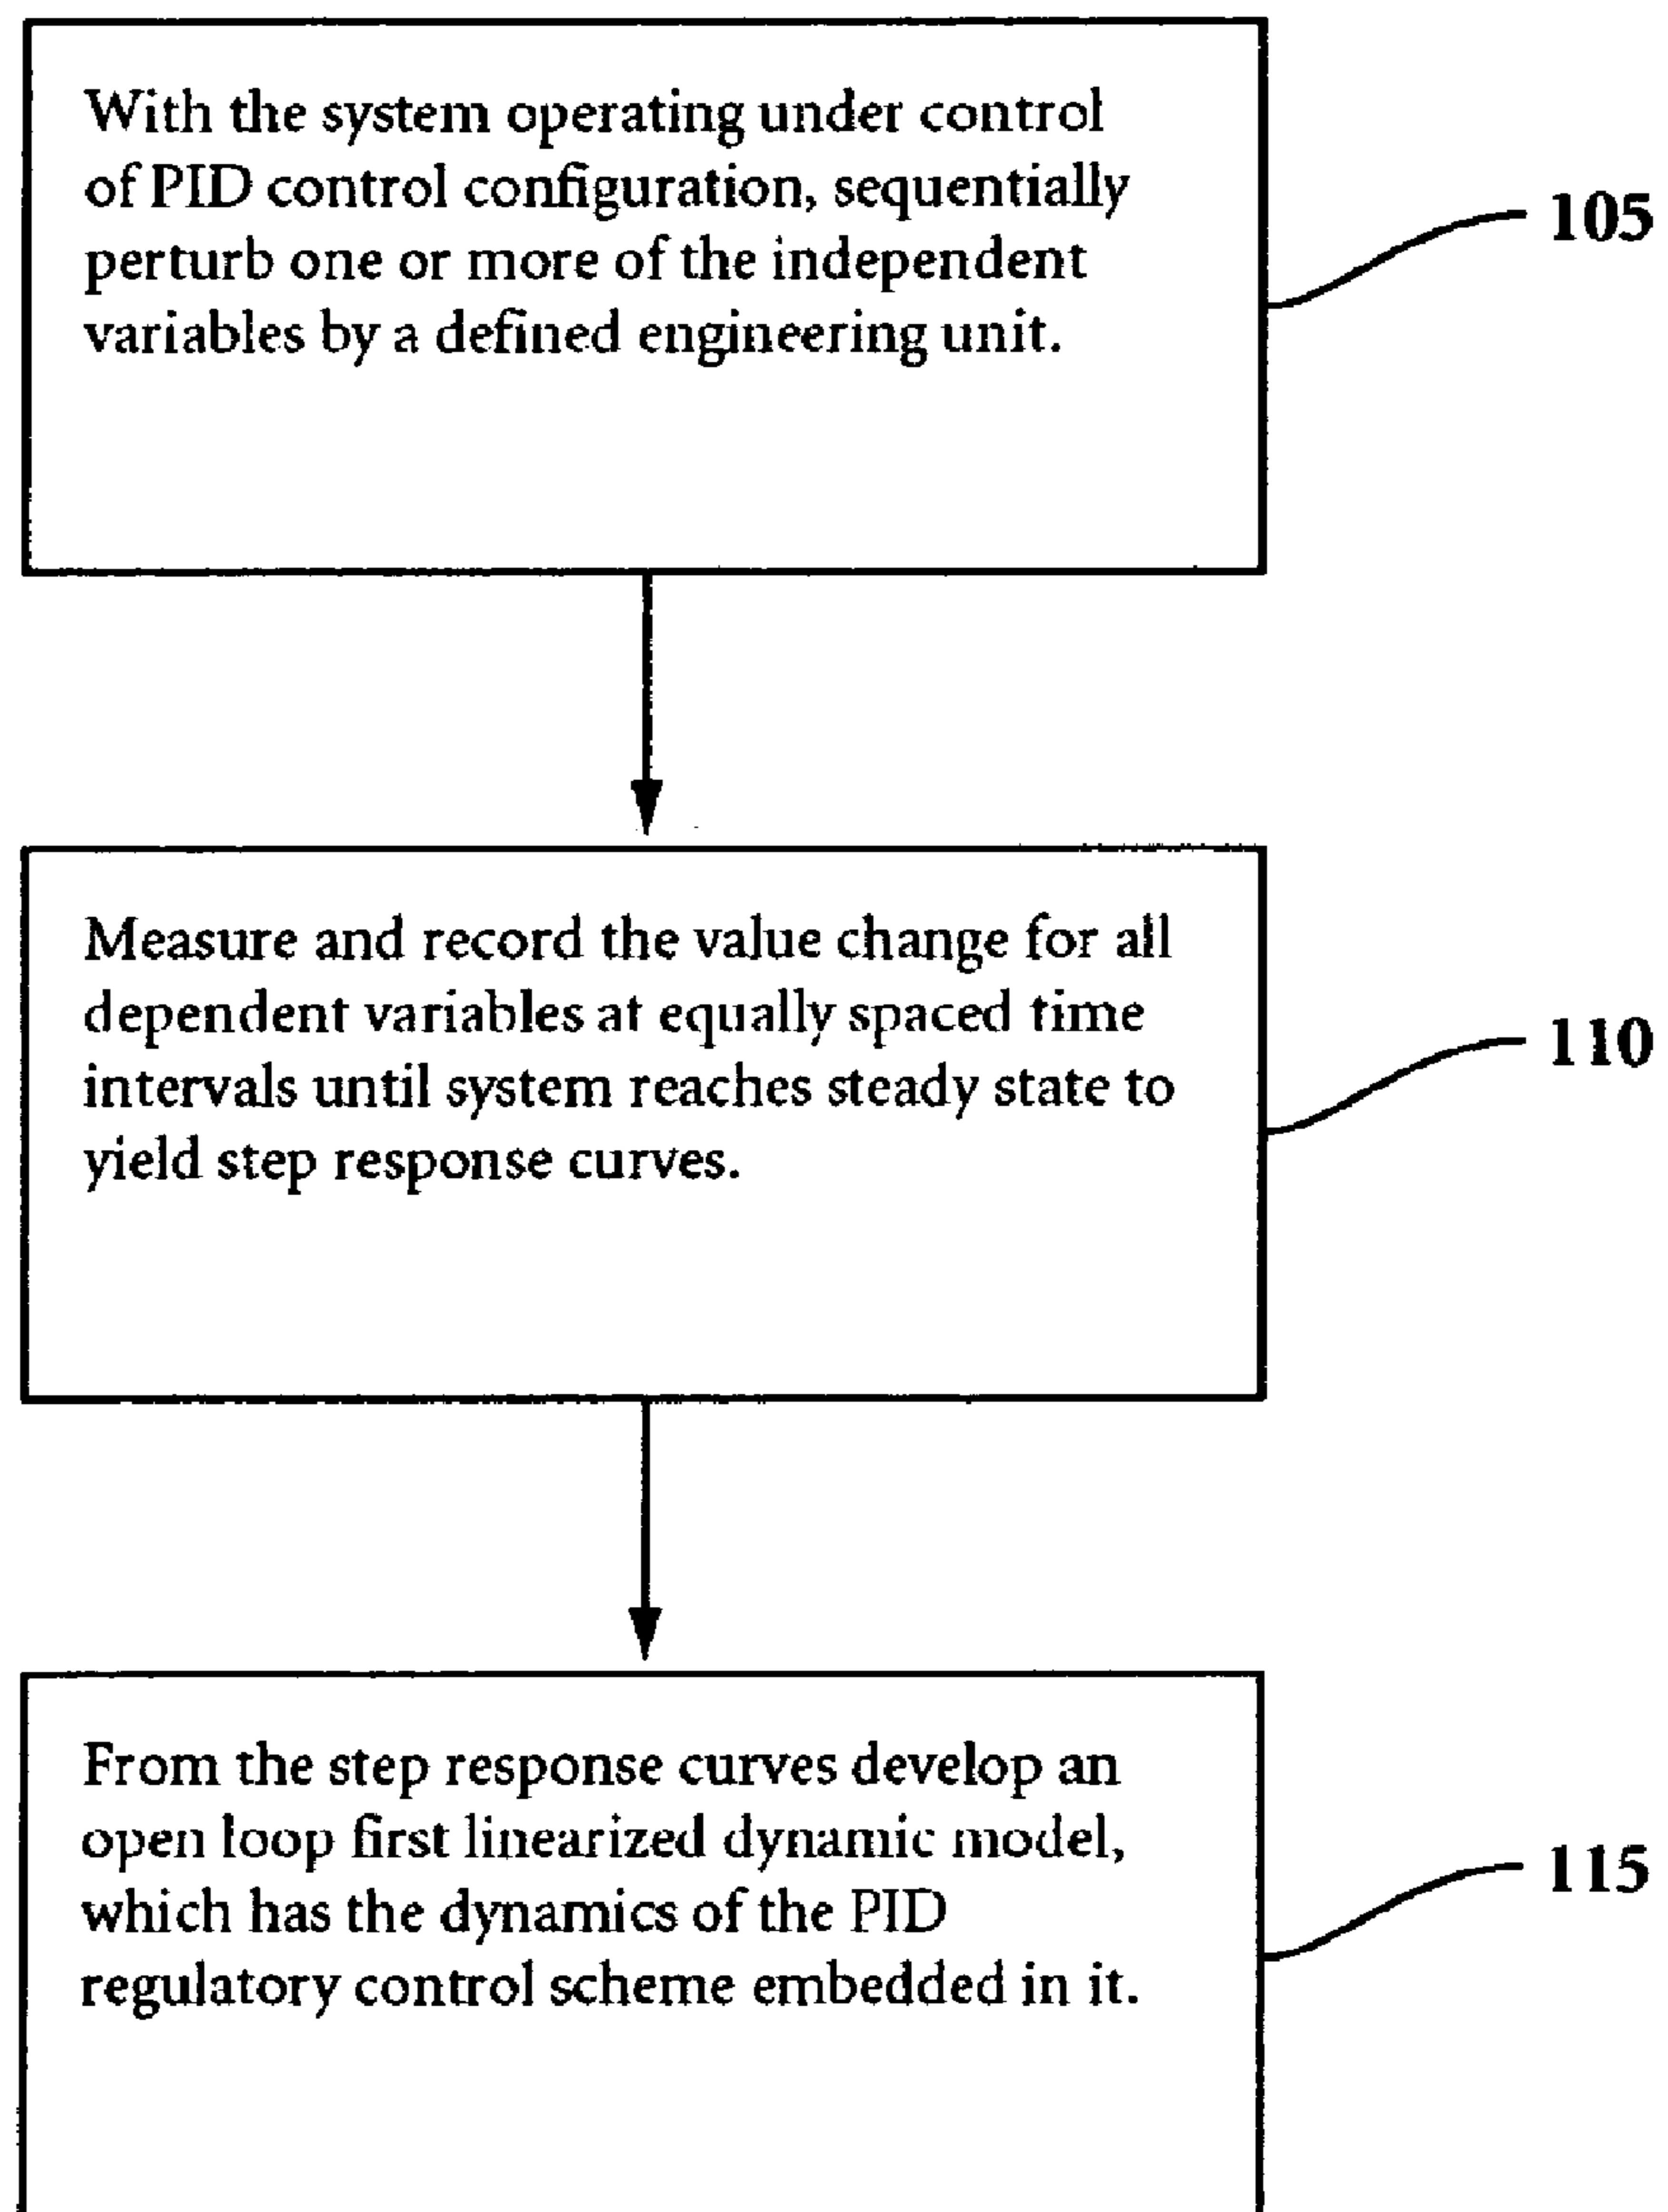 With the system operating under control
of PID control configuration, sequentially
perturb one or more of the independent
variables by a defined engineering unit.
105
Measure and record the value change for all
dependent variables at equally spaced time
intervals until system reaches steady state to
yield step response curves.
110
From the step response curves develop an
open loop first linearized dynamic model,
which has the dynamics of the PID
regulatory control scheme embedded in it.
115